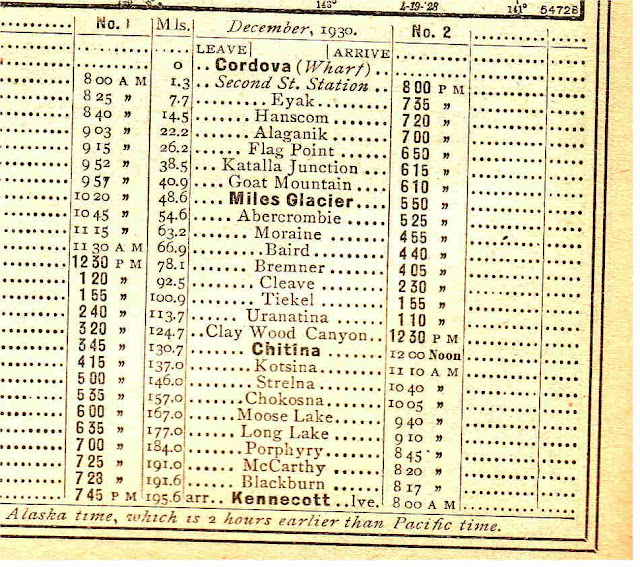 143° 4-19-'28 141° 54728
No. 1 Mls. December, 1930. No. 2
LEAVE ARRIVE
0 Cordova (Wharf)
8 00 A M 1.3 Second St. Station 8 00 P M
8 25 " 7.7 Eyak 7 35 "
8 40 " 14.5 Hanscom 7 20 "
9 03 " 22.2 Alaganik 7 00 "
9 15 " 26.2 Flag Point 6 50 "
9 52 " 38.5 Katalla Junction 6 15 "
9 57 " 40.9 Goat Mountain 6 10 "
10 20 " 48.6 Miles Glacier 5 50 "
10 45 " 54.6 Abercrombie 5 25 "
11 15 " 63.2 Moraine 4 55 "
11 30 A M 66.9 Baird 4 40 "
12 30 P M 78.1 Bremner 4 05 "
1 20 " 92.5 Cleave 2 30 "
1 55 " 100.9 Tiekel 1 55 "
2 40 " 113.7 Uranatina 1 10 "
3 20 " 124.7 Clay Wood Canyon 12 30 P M
3 45 " 130.7 Chitina 12 00 Noon
4 15 " 137.0 Kotsina 11 10 A M
5 00 " 146.0 Strelna 10 40 "
5 35 " 157.0 Chokosna 10 05 "
6 00 " 167.0 Moose Lake 9 40 "
6 35 " 177.0 Long Lake 9 10 "
7 00 " 184.0 Porphyry 8 45 "
7 25 " 191.0 McCarthy 8 20 "
7 23 " 191.6 Blackburn 8 17 "
7 45 P M 195.6 arr. Kennecott lve. 8 00 A M
Alaska time, which is 2 hours earlier than Pacific time.